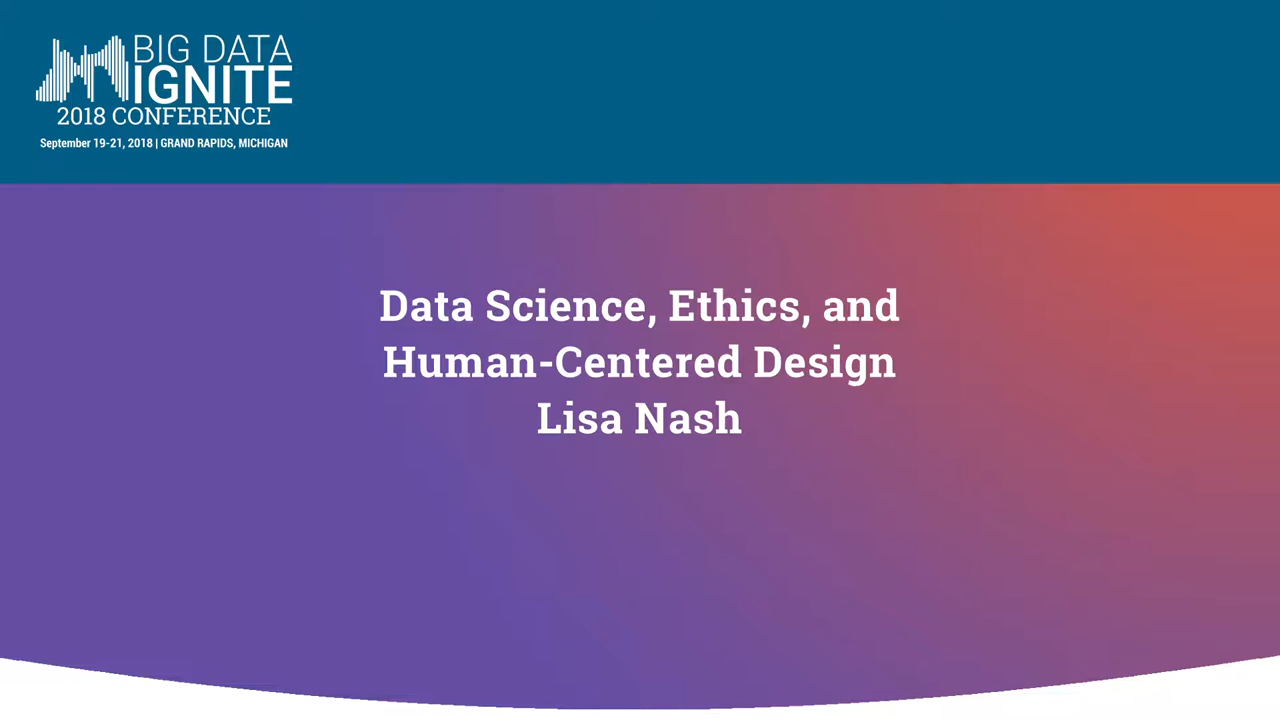 BIG DATA
IGNITE
2018 CONFERENCE
September 19-21, 2018 | GRAND RAPIDS, MICHIGAN
Data Science, Ethics, and
Human-Centered Design
Lisa Nash